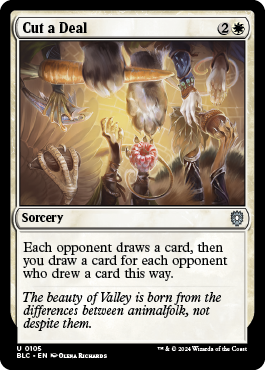 Cut a Deal 2
Sorcery
Each opponent draws a card, then
you draw a card for each opponent
who drew a card this way.
The beauty of Valley is born from the
differences between animalfolk, not
despite them.
U 0105
BLC • EN Olena Richards
™ & © 2024 Wizards of the Coast